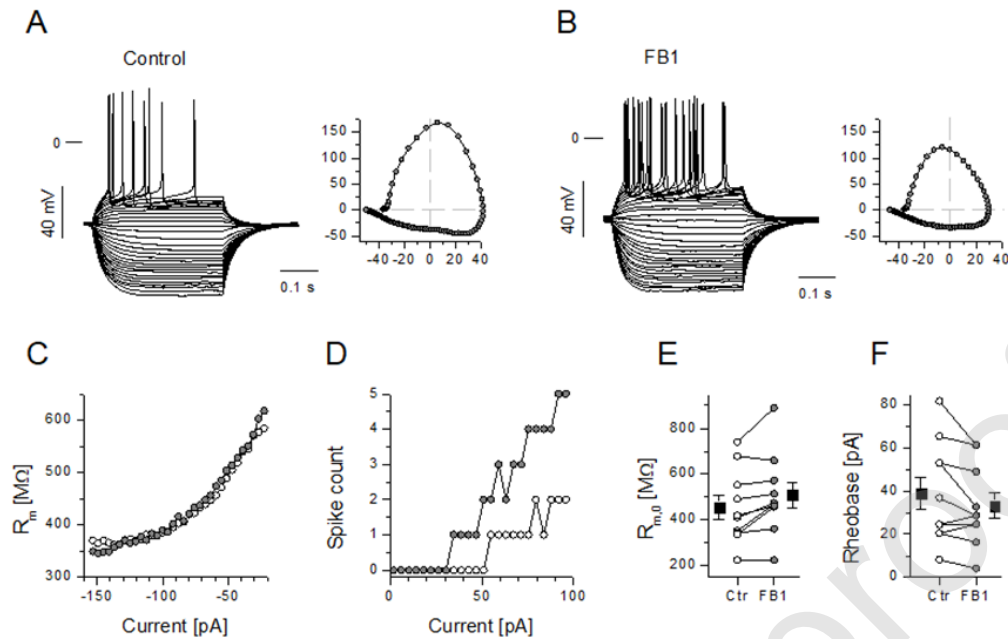 A
B
Control
FB1
0
40 mV
0.1 s
150
100
50
0
-50
-40 -20 0 20 40
0
40 mV
0.1 s
150
100
50
0
-50
-40 -20 0 20 40
C
D
E
F
Rm [MΩ]
600
500
400
300
-150 -100 -50
Current [pA]
Spike count
5
4
3
2
1
0
0 50 100
Current [pA]
Rm,0 [MΩ]
800
600
400
200
Ctr FB1
Rheobase [pA]
80
60
40
20
0
Ctr FB1